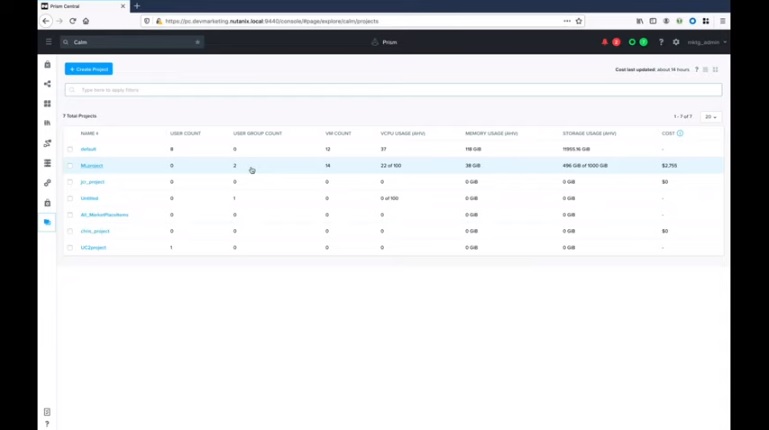 Prism Central
https://pc.devmarketing.nutanix.local:9440/console/#page/explore/calm/projects
Calm
Prism
mktg_admin
+ Create Project
Cost last updated: about 14 hours
Type here to apply filters
7 Total Projects
1 - 7 of 7
20
NAME USER COUNT USER GROUP COUNT VM COUNT VCPU USAGE (AHV) MEMORY USAGE (AHV) STORAGE USAGE (AHV) COST
default 8 0 12 37 118 GiB 11955.16 GiB -
0 2 14 22 of 100 38 GiB 496 GiB of 1000 GiB $2,755
jcr_project 0 0 0 0 0 GiB 0 GiB $0
Untitled 0 1 0 0 of 100 0 GiB 0 GiB -
All_MarketPlaceItems 0 0 0 0 0 GiB 0 GiB -
chris_project 0 0 0 0 0 GiB 0 GiB $0
UC2project 1 0 0 0 0 GiB 0 GiB -